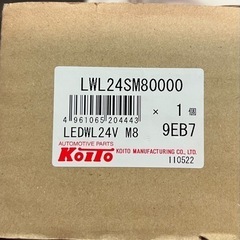 LWL24SM80000
4 961065 204443
× 1 個
LEDWL24V M8 9EB7
AUTOMOTIVE PARTS
KOITO KOITO MANUFACTURING CO., LTD.
110522